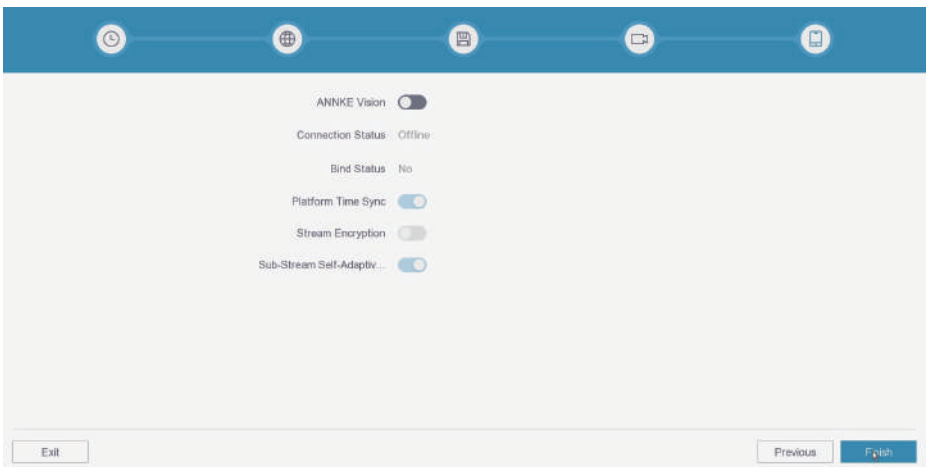 ANNKE Vision
Connection Status Offline
Bind Status No
Platform Time Sync
Stream Encryption
Sub-Stream Self-Adaptiv...
Exit Previous Finish